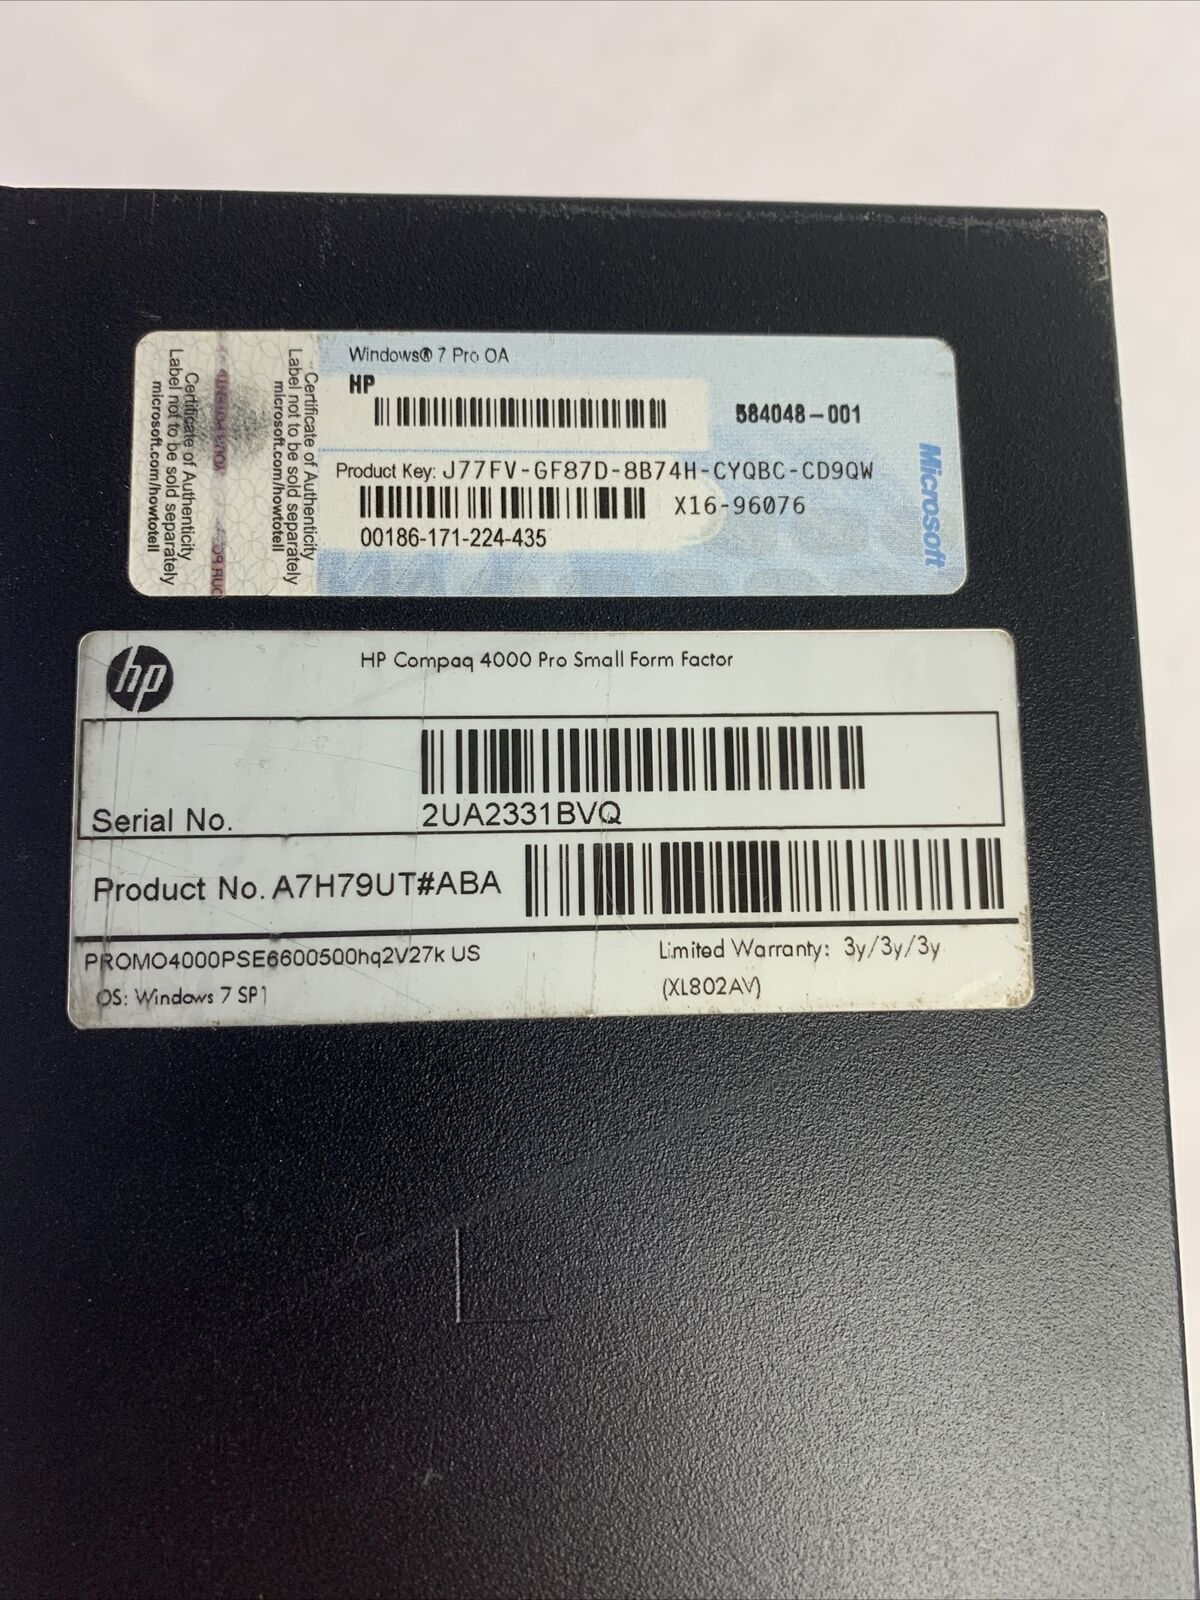 Windows® 7 Pro OA
HP
584048-001
Product Key: J77FV-GF87D-8B74H-CYQBC-CD9QW
X16-96076
00186-171-224-435
Microsoft
Certificate of Authenticity
Label not to be sold separately
microsoft.com/howtotell
Certificate of Authenticity
Label not to be sold separately
microsoft.com/howtotell
hp
HP Compaq 4000 Pro Small Form Factor
Serial No.
2UA2331BVQ
Product No. A7H79UT#ABA
PROMO4000PSE6600500hq2V27k US
Limited Warranty: 3y/3y/3y
OS: Windows 7 SP1
(XL802AV)